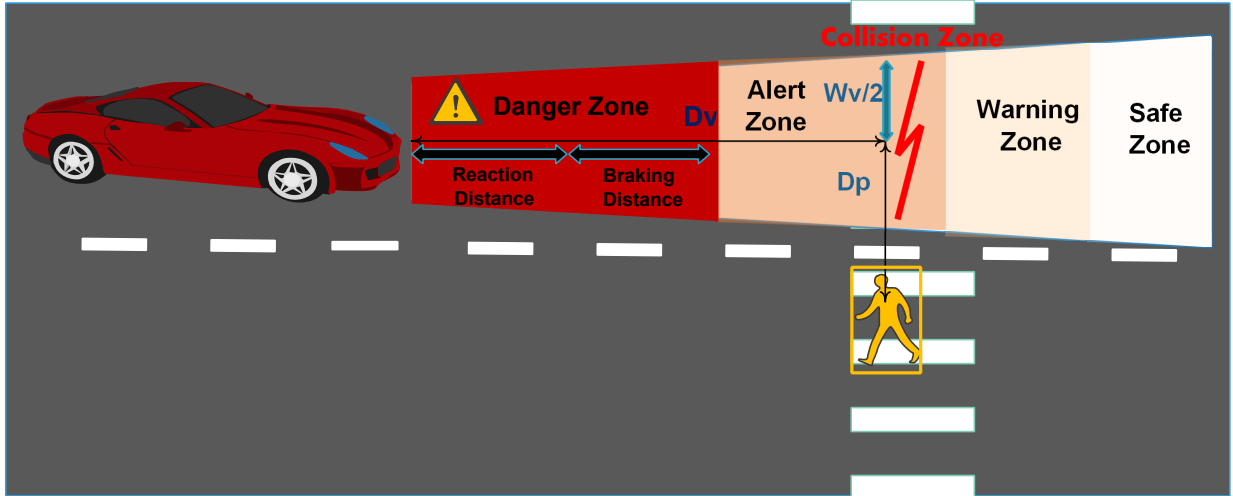 Collision Zone
! Danger Zone
Dv
Alert
Zone
Wv/2
Warning
Zone
Safe
Zone
Reaction
Distance
Braking
Distance
Dp